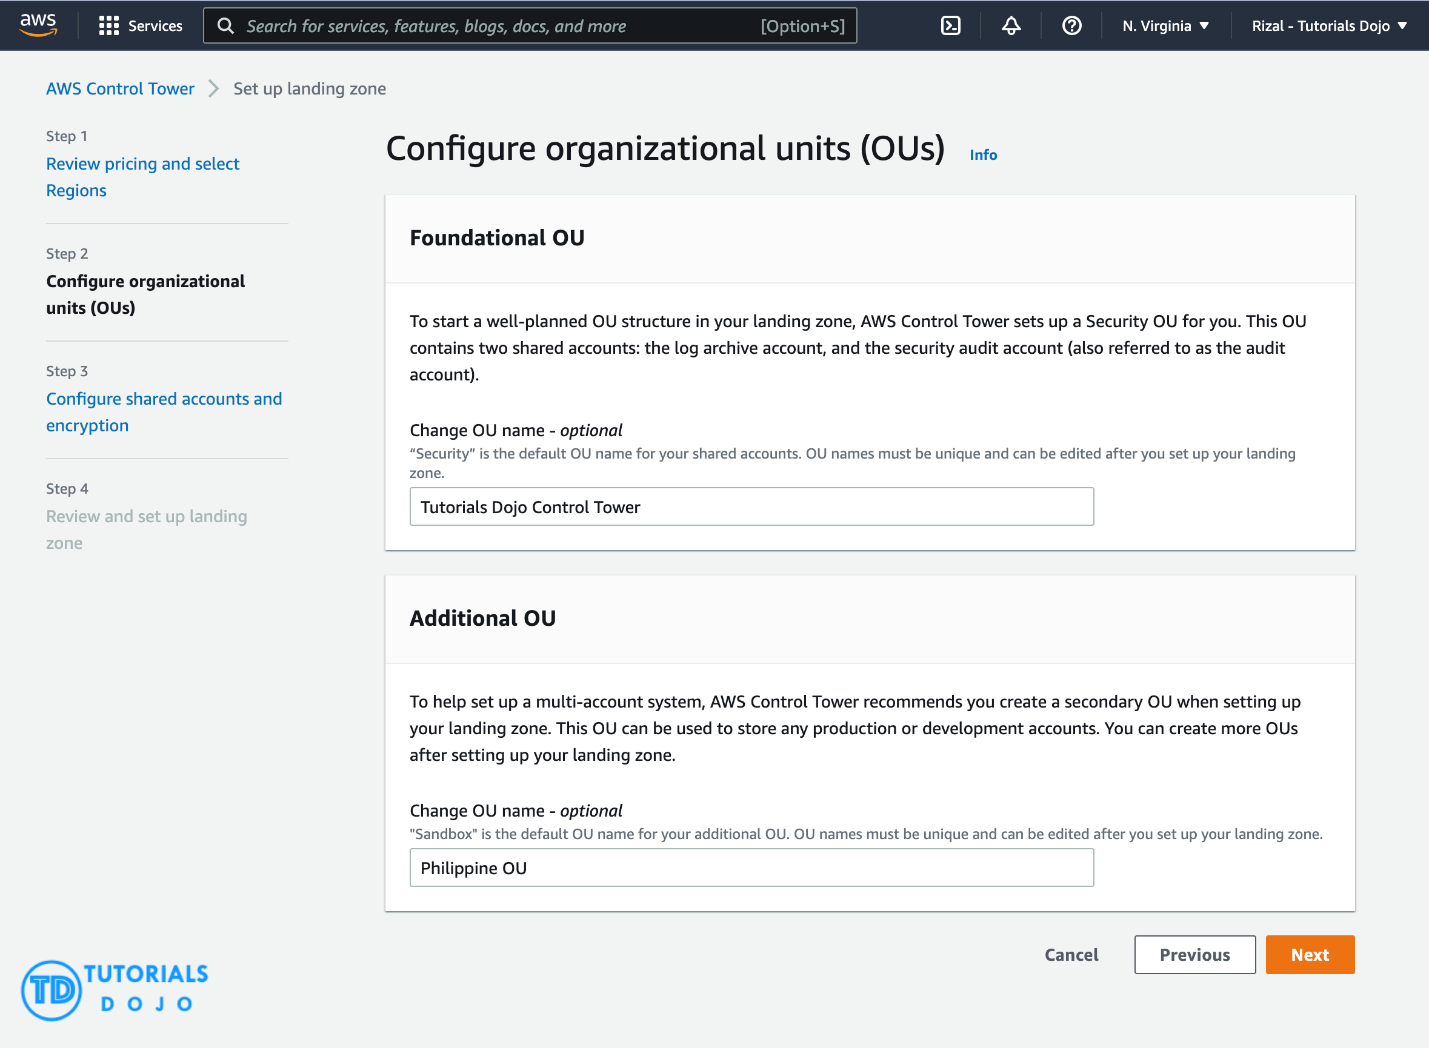 aws
Services
Search for services, features, blogs, docs, and more
[Option+S]
N. Virginia ▼
Rizal - Tutorials Dojo ▼
AWS Control Tower > Set up landing zone
Step 1
Review pricing and select
Regions
Step 2
Configure organizational
units (OUs)
Step 3
Configure shared accounts and
encryption
Step 4
Review and set up landing
zone
Configure organizational units (OUs) Info
Foundational OU
To start a well-planned OU structure in your landing zone, AWS Control Tower sets up a Security OU for you. This OU
contains two shared accounts: the log archive account, and the security audit account (also referred to as the audit
account).
Change OU name - optional
“Security” is the default OU name for your shared accounts. OU names must be unique and can be edited after you set up your landing
zone.
Tutorials Dojo Control Tower
Additional OU
To help set up a multi-account system, AWS Control Tower recommends you create a secondary OU when setting up
your landing zone. This OU can be used to store any production or development accounts. You can create more OUs
after setting up your landing zone.
Change OU name - optional
"Sandbox" is the default OU name for your additional OU. OU names must be unique and can be edited after you set up your landing zone.
Philippine OU
Cancel
Previous
Next
TD
TUTORIALS
DOJO